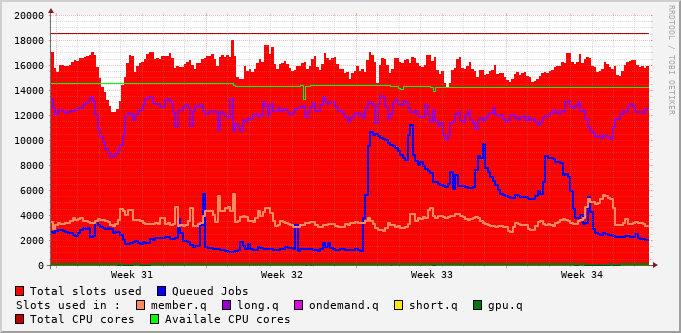 20000
18000
16000
14000
12000
10000
8000
6000
4000
2000
0
Week 31 Week 32 Week 33 Week 34
Total slots used Queued Jobs
Slots used in : member.q long.q ondemand.q short.q gpu.q
Total CPU cores Availale CPU cores
RRDTOOL / TOBI OETIKER